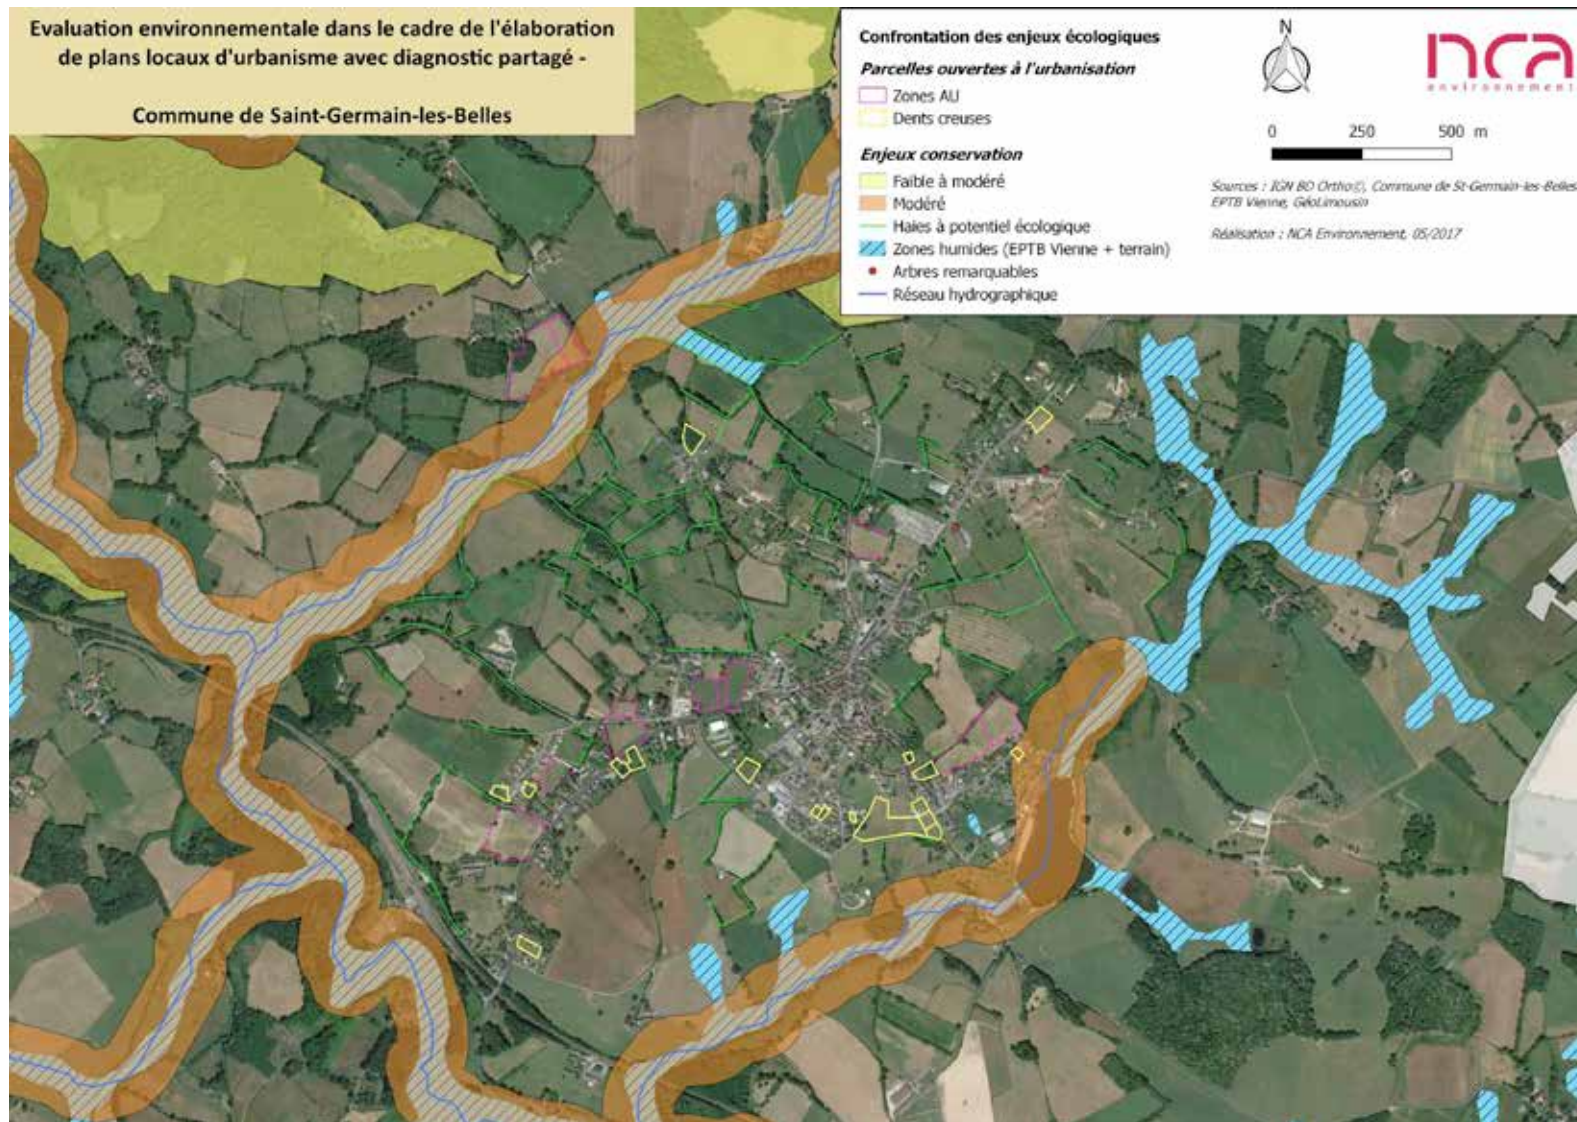 Evaluation environnementale dans le cadre de l'élaboration
de plans locaux d'urbanisme avec diagnostic partagé -
Commune de Saint-Germain-les-Belles
Confrontation des enjeux écologiques
Parcelles ouvertes à l'urbanisation
Zones AU
Dents creuses
Enjeux conservation
Faible à modéré
Modéré
Haies à potentiel écologique
Zones humides (EPTB Vienne + terrain)
Arbres remarquables
Réseau hydrographique
N
nca
environnement
0 250 500 m
Sources : IGN BD Ortho©, Commune de St-Germain-les-Belles
EPTB Vienne, GéoLimousin
Réalisation : NCA Environnement, 05/2017